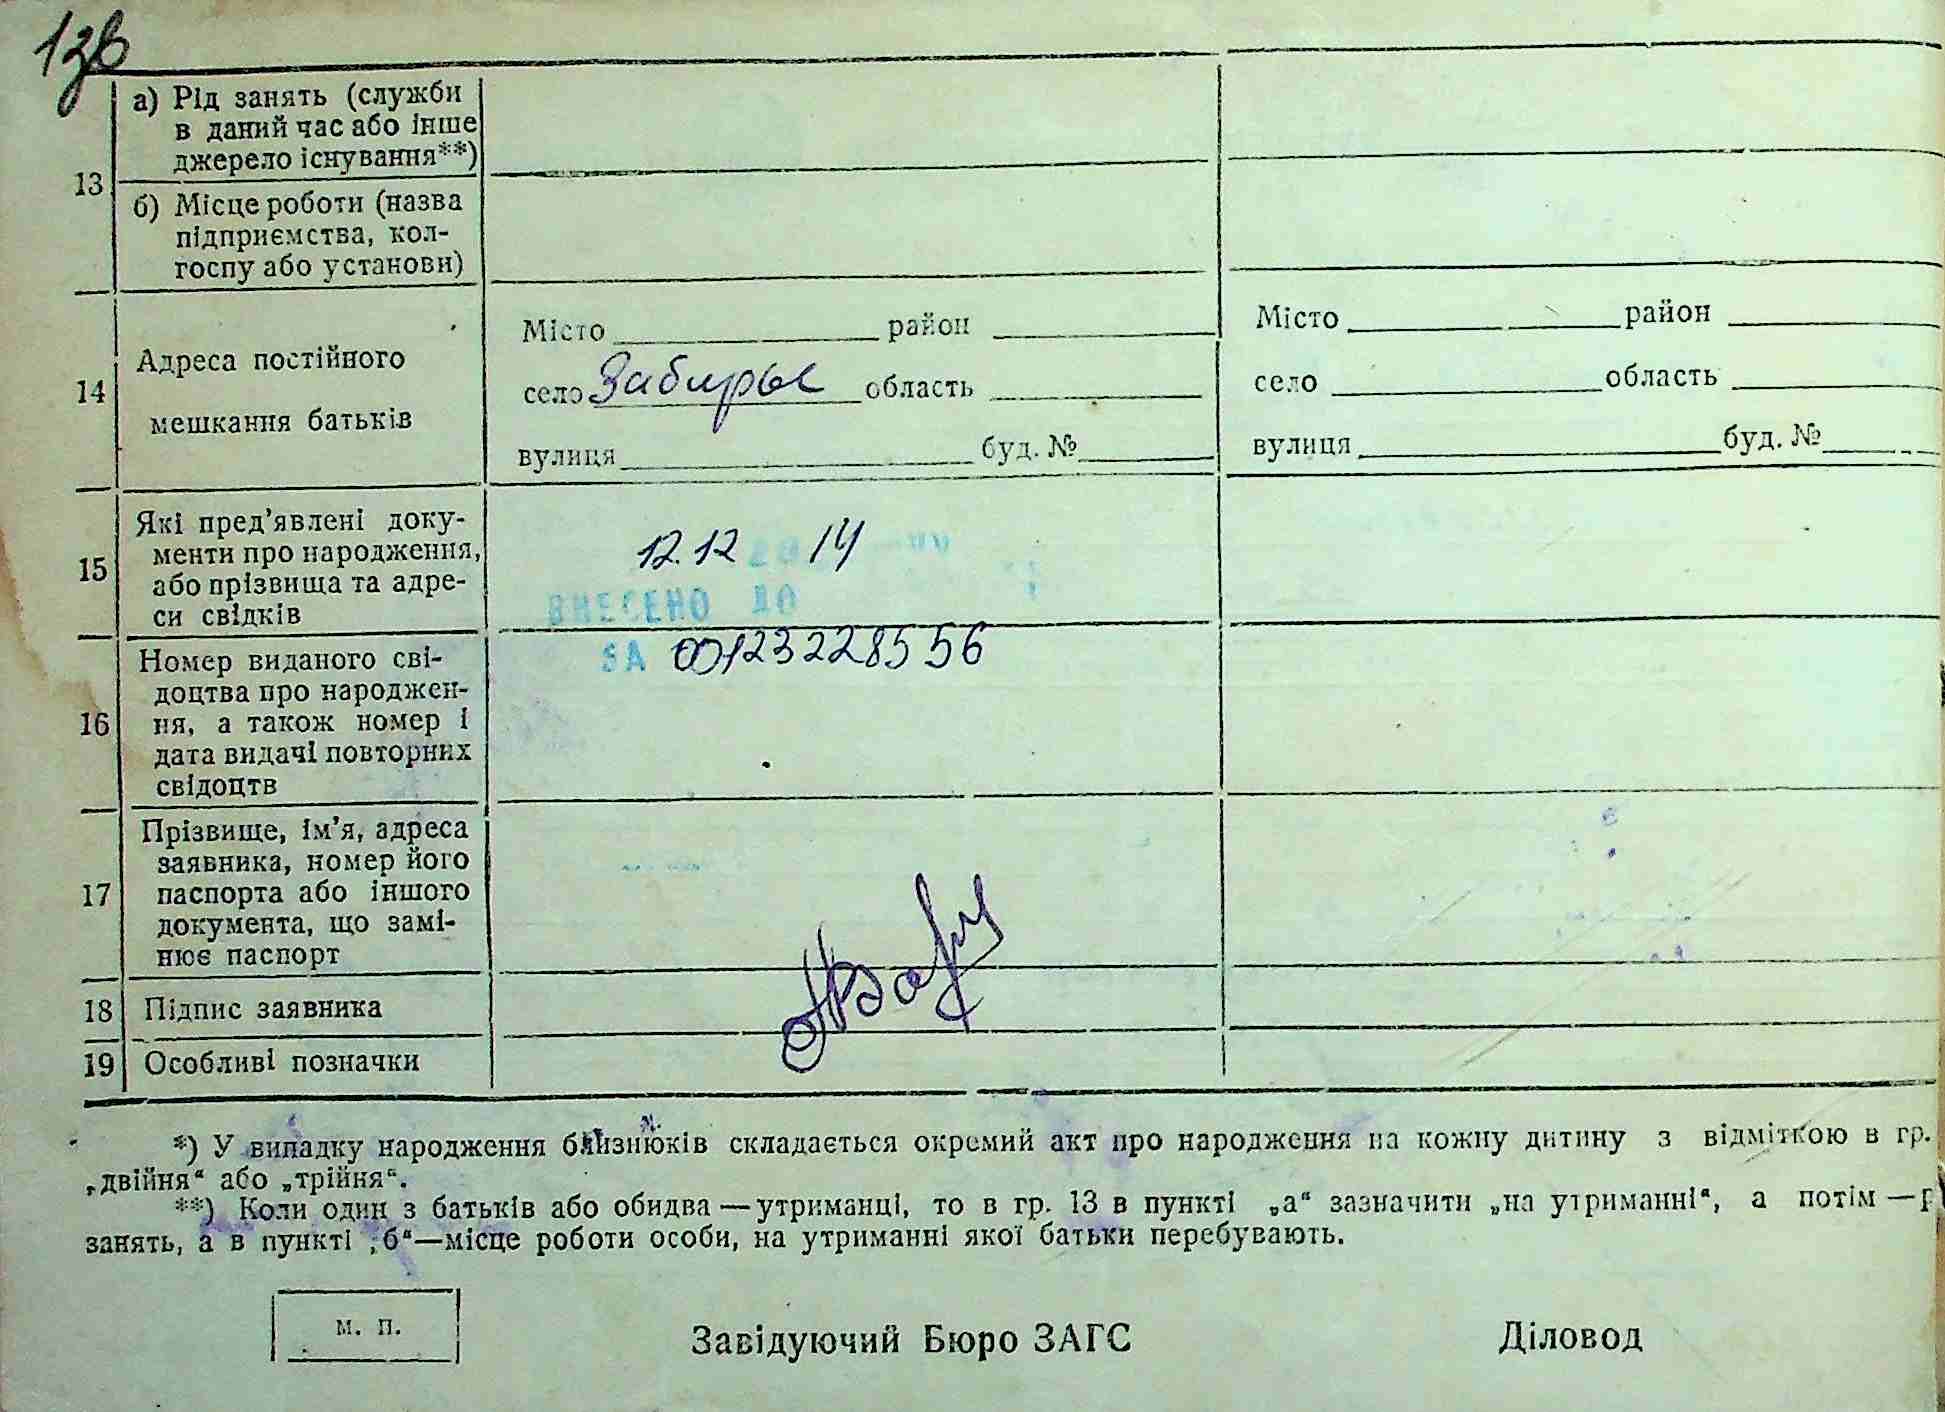 13зв
13
а) Рід занять (служби
в даний час або інше
джерело існування**)
б) Місце роботи (назва
підприємства, кол-
госпу або установи)
14
Адреса постійного
мешкання батьків
Місто район
село Забиры область
вулиця буд. №
Місто район
село область
вулиця буд. №
15
Які пред'явлені доку-
менти про народження,
або прізвища та адре-
си свідків
12.12 20 14
ВНЕСЕНО ДО
16
Номер виданого сві-
доцтва про народжен-
ня, а також номер і
дата видачі повторних
свідоцтв
ЗА 00123228556
17
Прізвище, ім'я, адреса
заявника, номер його
паспорта або іншого
документа, що замі-
нює паспорт
18 Підпис заявника
19 Особливі позначки
*) У випадку народження близнюків складається окремий акт про народження на кожну дитину з відміткою в гр.
„двійня“ або „трійня“.
**) Коли один з батьків або обидва — утриманці, то в гр. 13 в пункті „а“ зазначити „на утриманні“, а потім —
занять, а в пункті „б“—місце роботи особи, на утриманні якої батьки перебувають.
М. П.
Завідуючий Бюро ЗАГС
Діловод